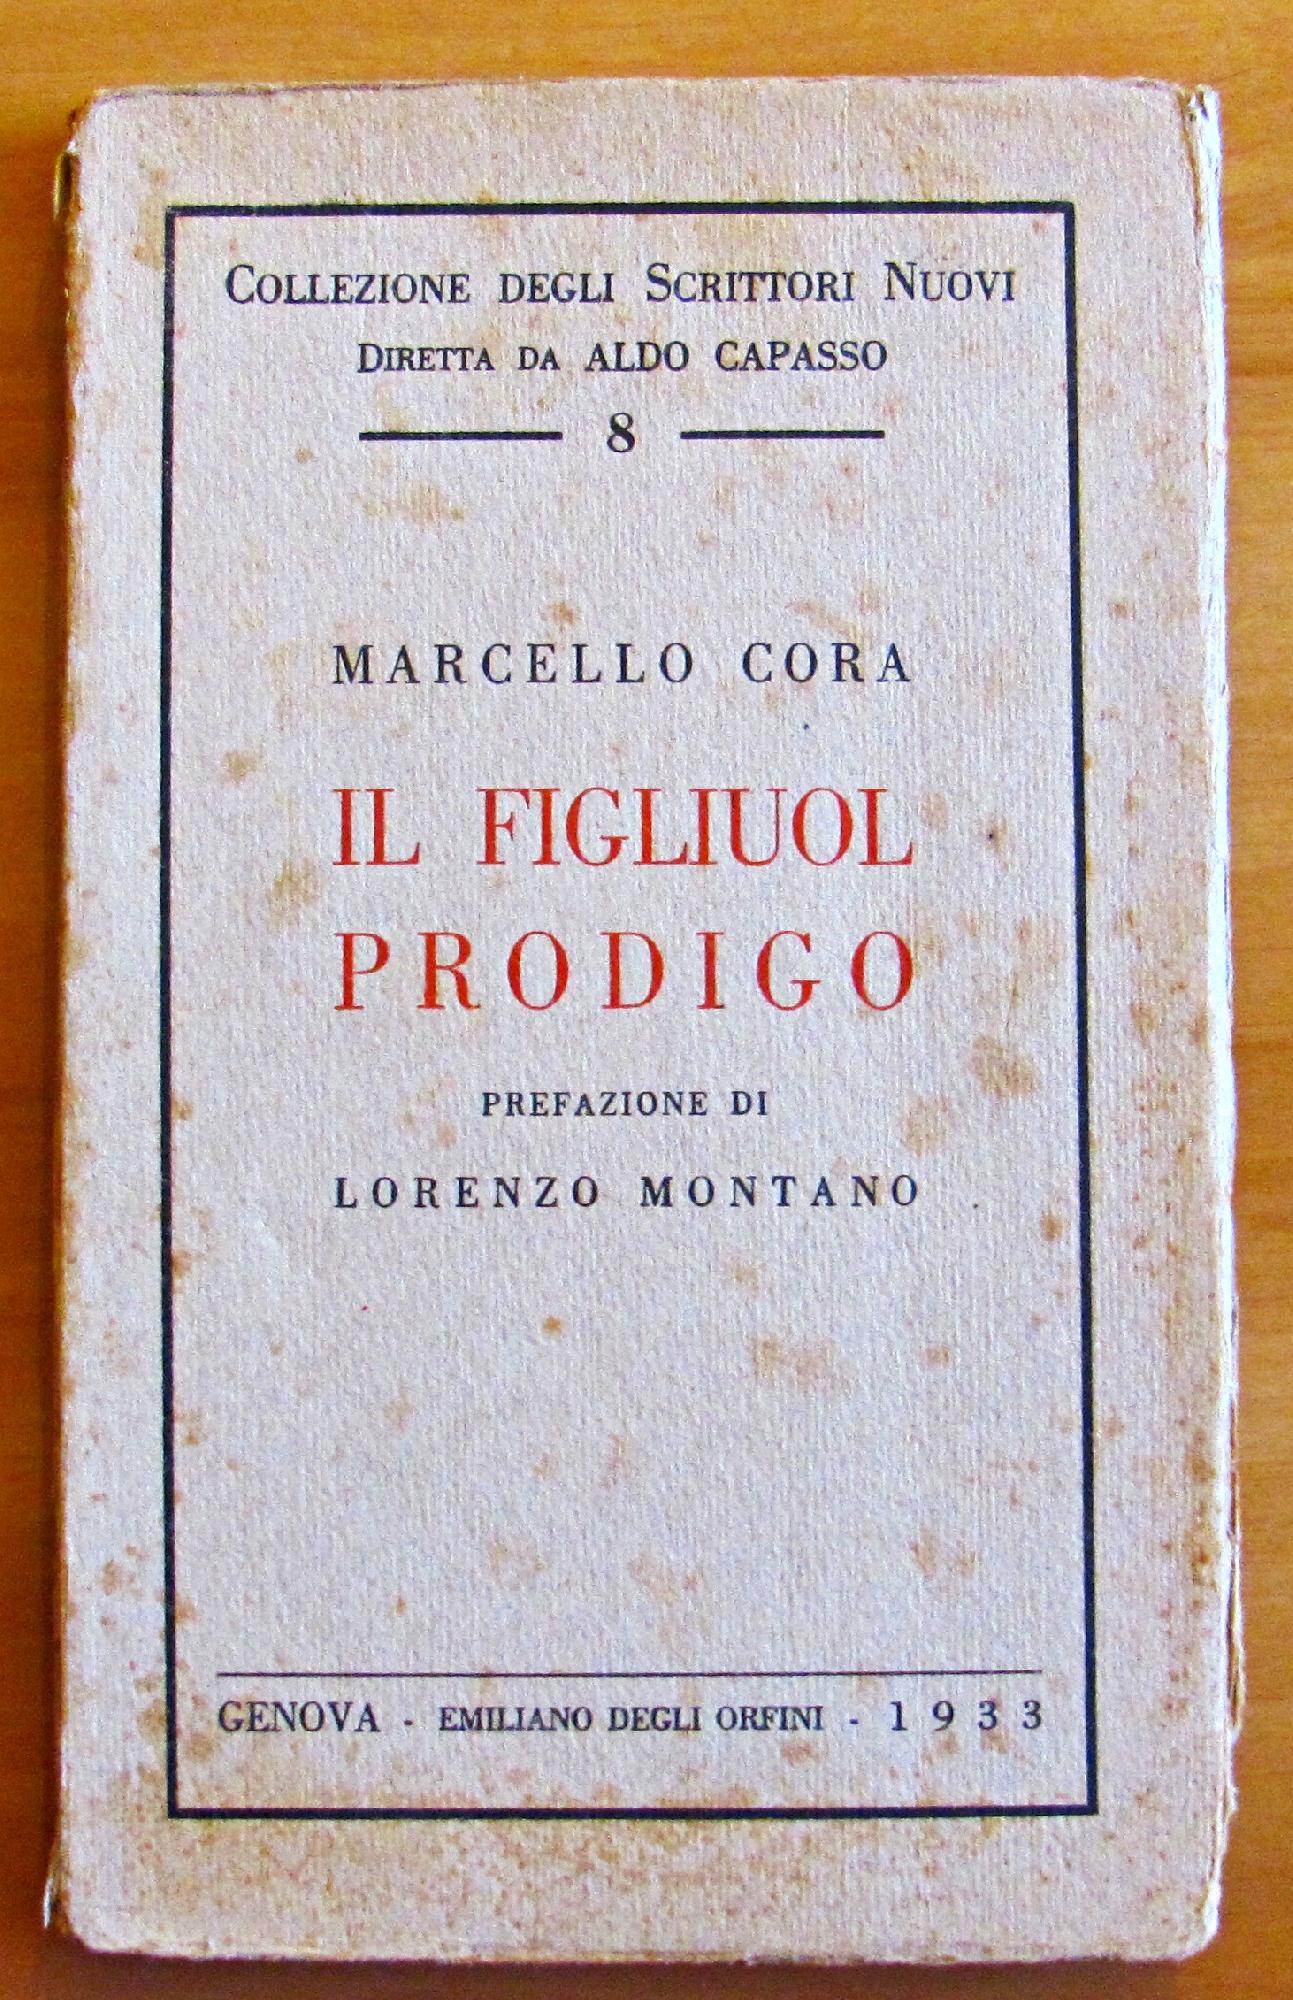 COLLEZIONE DEGLI SCRITTORI NUOVI
DIRETTA DA ALDO CAPASSO
8
MARCELLO CORA
IL FIGLIUOL
PRODIGO
PREFAZIONE DI
LORENZO MONTANO
GENOVA - EMILIANO DEGLI ORFINI - 1933